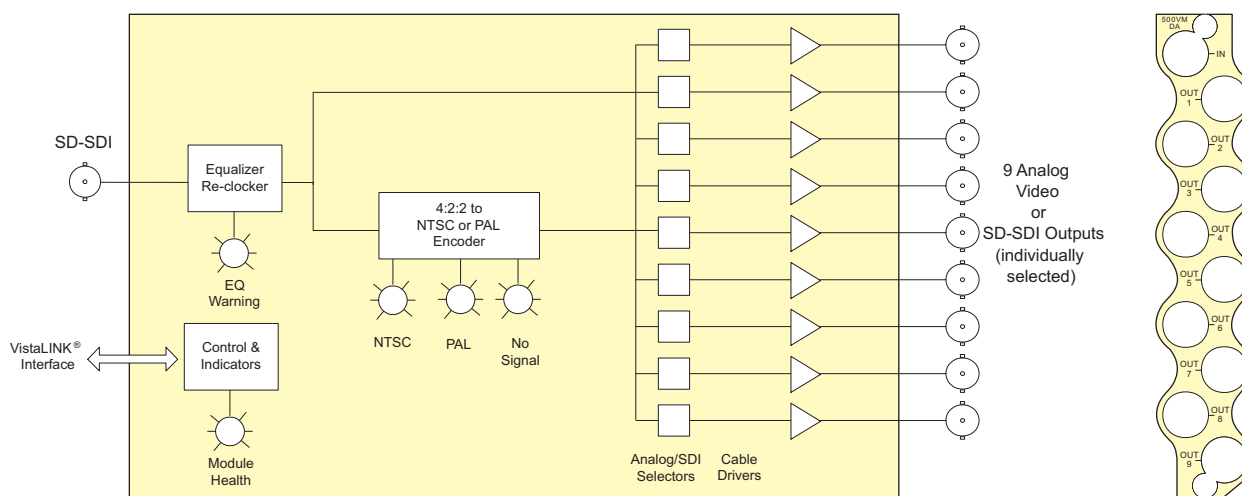 SD-SDI
Equalizer
Re-clocker
EQ
Warning
4:2:2 to
NTSC or PAL
Encoder
NTSC
PAL
No
Signal
VistaLINK®
Interface
Control &
Indicators
Module
Health
Analog/SDI
Selectors
Cable
Drivers
9 Analog
Video
or
SD-SDI Outputs
(individually
selected)
500VM
DA
IN
OUT
1
OUT
2
OUT
3
OUT
4
OUT
5
OUT
6
OUT
7
OUT
8
OUT
9